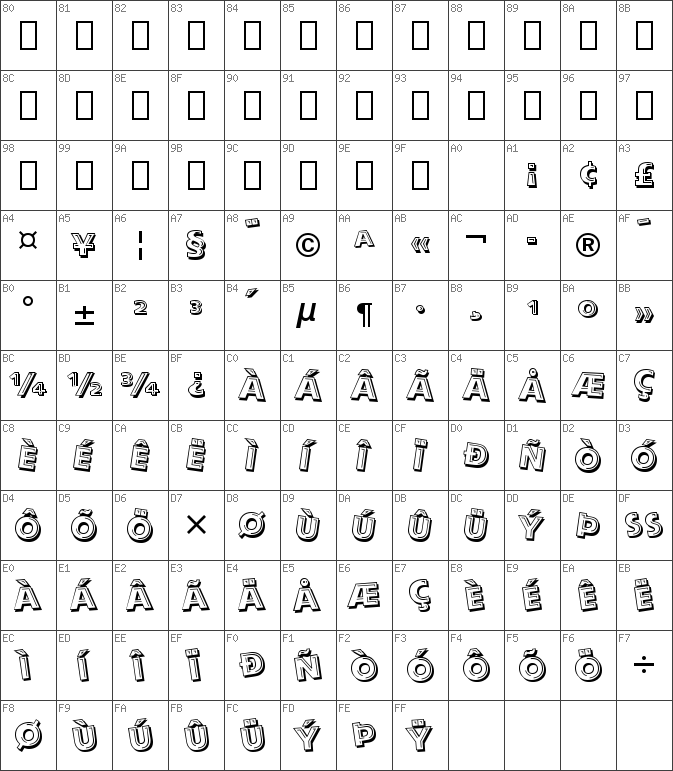 80 81 82 83 84 85 86 87 88 89 8A 8B
8C 8D 8E 8F 90 91 92 93 94 95 96 97
98 99 9A 9B 9C 9D 9E 9F A0 A1 A2 A3
¡ ¢ £
A4 A5 A6 A7 A8 A9 AA AB AC AD AE AF
¤ ¥ ¦ § ¨ © ª « ¬ - ® ¯
B0 B1 B2 B3 B4 B5 B6 B7 B8 B9 BA BB
° ± ² ³ ´ µ ¶ · ¸ ¹ º »
BC BD BE BF C0 C1 C2 C3 C4 C5 C6 C7
¼ ½ ¾ ¿ À Á Â Ã Ä Å Æ Ç
C8 C9 CA CB CC CD CE CF D0 D1 D2 D3
È É Ê Ë Ì Í Î Ï Ð Ñ Ò Ó
D4 D5 D6 D7 D8 D9 DA DB DC DD DE DF
Ô Õ Ö × Ø Ù Ú Û Ü Ý Þ SS
E0 E1 E2 E3 E4 E5 E6 E7 E8 E9 EA EB
À Á Â Ã Ä Å Æ Ç È É Ê Ë
EC ED EE EF F0 F1 F2 F3 F4 F5 F6 F7
Ì Í Î Ï Ð Ñ Ò Ó Ô Õ Ö ÷
F8 F9 FA FB FC FD FE FF
Ø Ù Ú Û Ü Ý Þ Ÿ